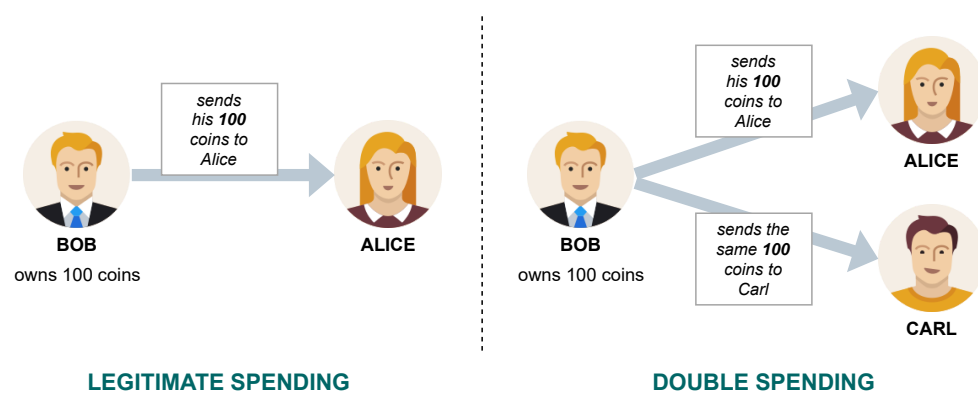 sends
his 100
coins to
Alice
BOB
owns 100 coins
ALICE
LEGITIMATE SPENDING
sends
his 100
coins to
Alice
BOB
owns 100 coins
ALICE
sends the
same 100
coins to
Carl
CARL
DOUBLE SPENDING